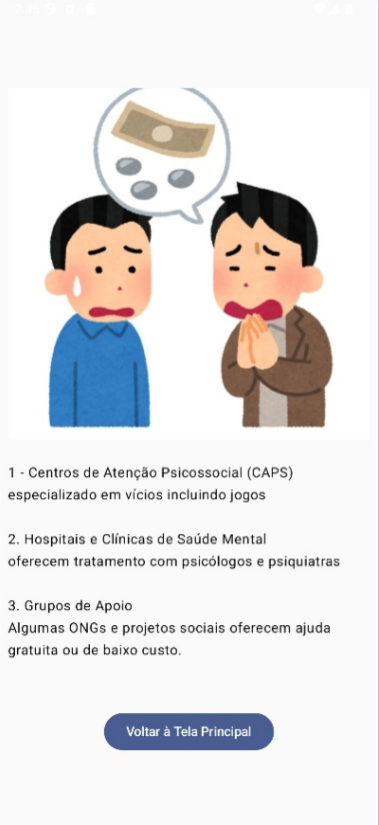 1 - Centros de Atenção Psicossocial (CAPS)
especializado em vícios incluindo jogos
2. Hospitais e Clínicas de Saúde Mental
oferecem tratamento com psicólogos e psiquiatras
3. Grupos de Apoio
Algumas ONGs e projetos sociais oferecem ajuda
gratuita ou de baixo custo.
Voltar à Tela Principal